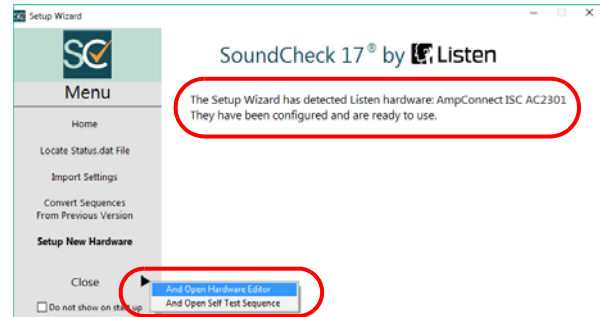 Setup Wizard
SC
SoundCheck 17® by Listen
Menu
The Setup Wizard has detected Listen hardware: AmpConnect ISC AC2301
They have been configured and are ready to use.
Home
Locate Status.dat File
Import Settings
Convert Sequences
From Previous Version
Setup New Hardware
Close
And Open Hardware Editor
And Open Self Test Sequence
Do not show on start up